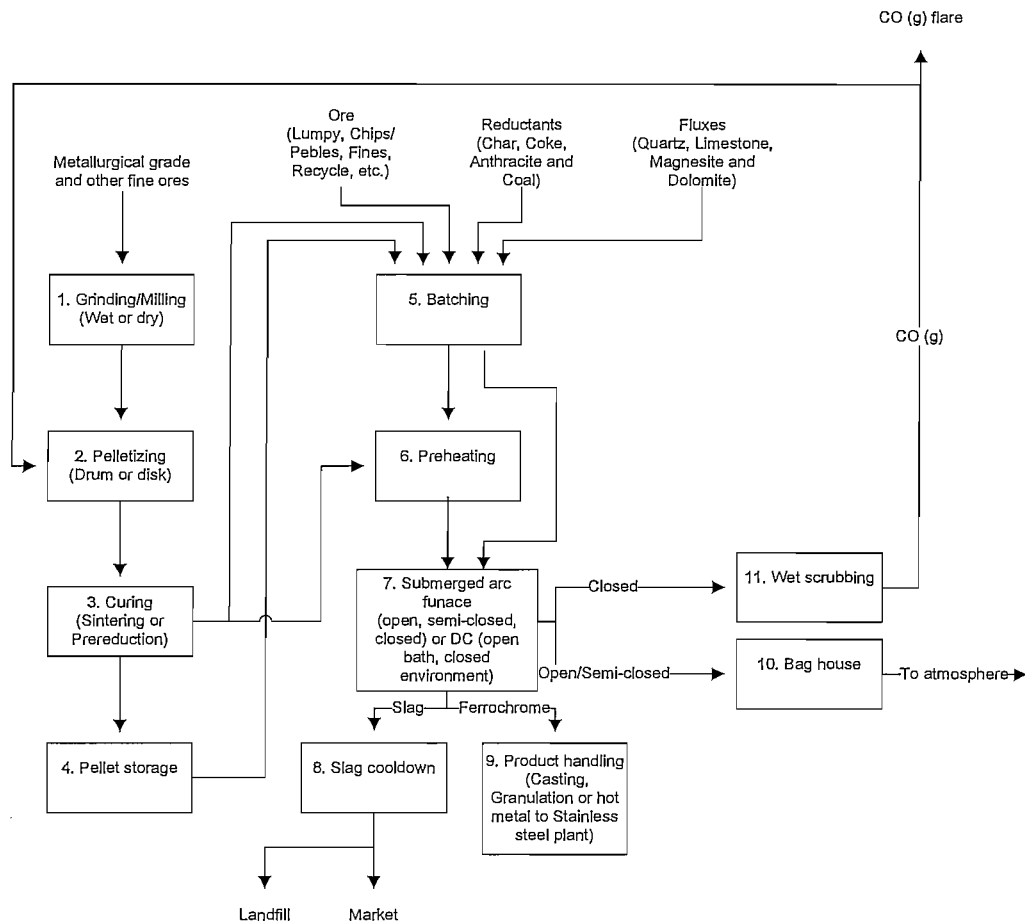 CO (g) flare
Ore
(Lumpy, Chips/
Pebles, Fines,
Recycle, etc.)
Reductants
(Char, Coke,
Anthracite and
Coal)
Fluxes
(Quartz, Limestone,
Magnesite and
Dolomite)
Metallurgical grade
and other fine ores
1. Grinding/Milling
(Wet or dry)
5. Batching
CO (g)
2. Pelletizing
(Drum or disk)
6. Preheating
3. Curing
(Sintering or
Prereduction)
7. Submerged arc
funace
(open, semi-closed,
closed) or DC (open
bath, closed
environment)
Closed
11. Wet scrubbing
Open/Semi-closed
10. Bag house
To atmosphere
Slag
Ferrochrome
4. Pellet storage
8. Slag cooldown
9. Product handling
(Casting,
Granulation or hot
metal to Stainless
steel plant)
Landfill
Market